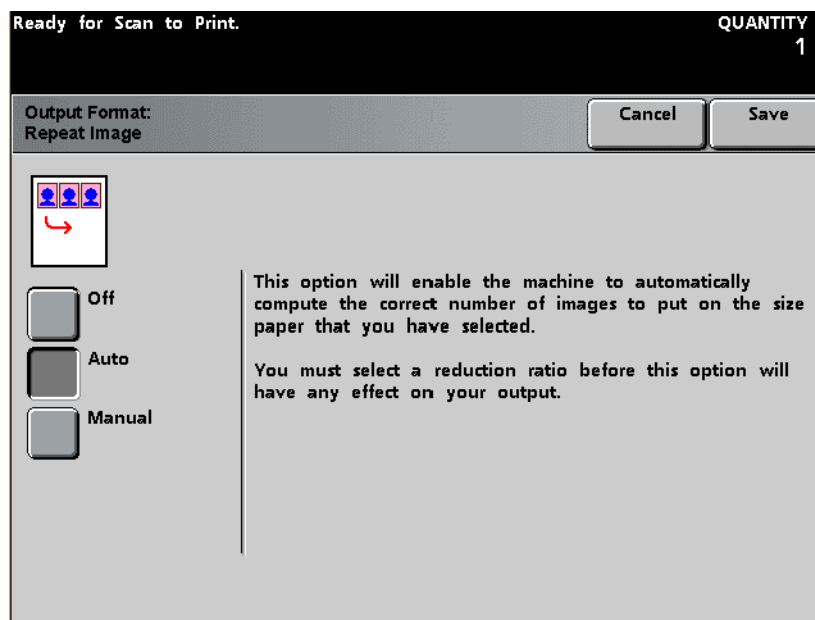 Ready for Scan to Print.
QUANTITY
1
Output Format:
Repeat Image
Cancel
Save
Off
Auto
Manual
This option will enable the machine to automatically
compute the correct number of images to put on the size
paper that you have selected.
You must select a reduction ratio before this option will
have any effect on your output.